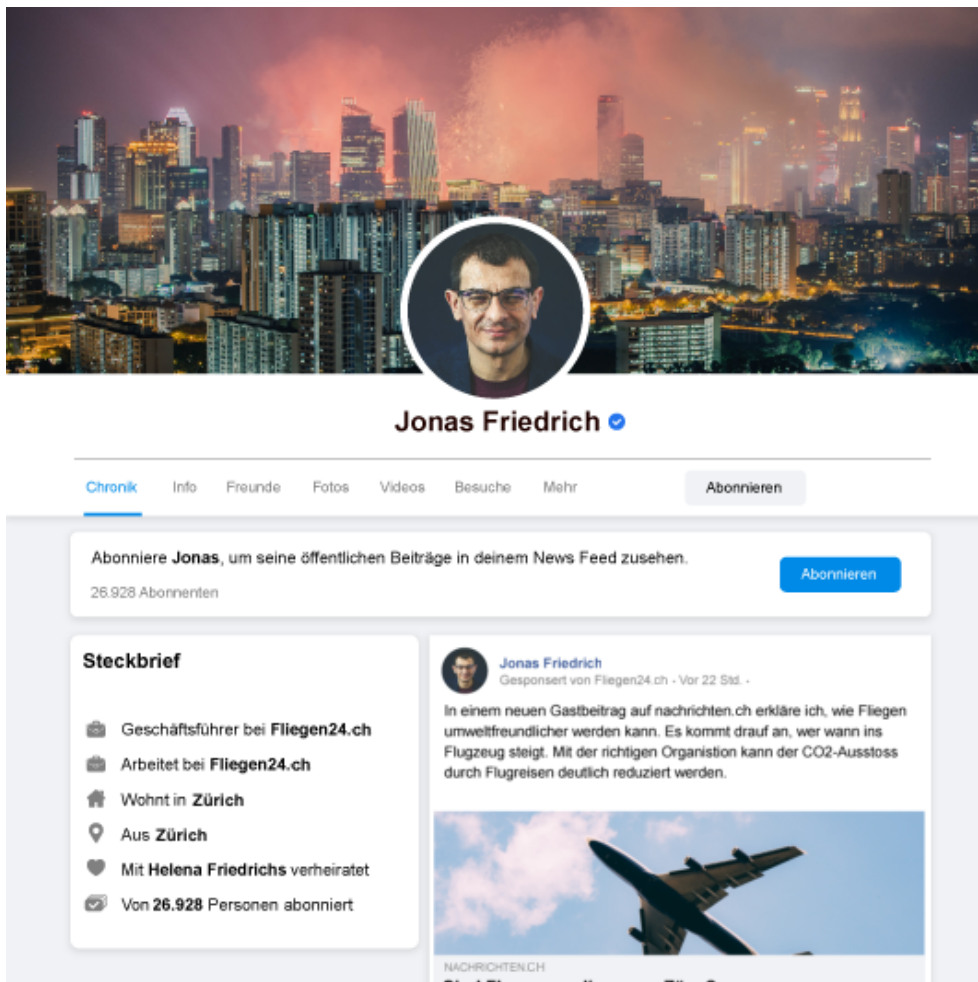 Jonas Friedrich
Chronik Info Freunde Fotos Videos Besuche Mehr Abonnieren
Abonniere Jonas, um seine öffentlichen Beiträge in deinem News Feed zusehen.
26.928 Abonnenten
Abonnieren
Steckbrief
Geschäftsführer bei Fliegen24.ch
Arbeitet bei Fliegen24.ch
Wohnt in Zürich
Aus Zürich
Mit Helena Friedrichs verheiratet
Von 26.928 Personen abonniert
Jonas Friedrich
Gesponsert von Fliegen24.ch - Vor 22 Std. -
In einem neuen Gastbeitrag auf nachrichten.ch erkläre ich, wie Fliegen
umweltfreundlicher werden kann. Es kommt drauf an, wer wann ins
Flugzeug steigt. Mit der richtigen Organistion kann der CO2-Ausstoss
durch Flugreisen deutlich reduziert werden.
NACHRICHTEN.CH